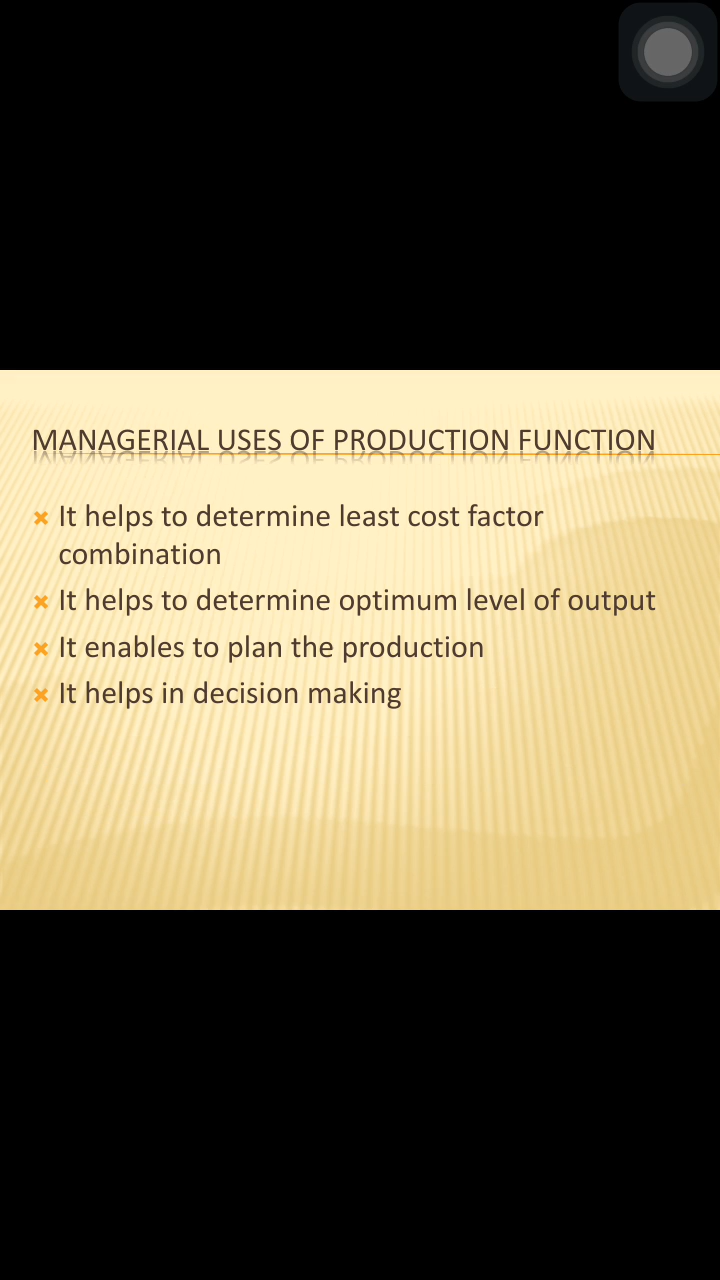 MANAGERIAL USES OF PRODUCTION FUNCTION
It helps to determine least cost factor
combination
It helps to determine optimum level of output
It enables to plan the production
It helps in decision making